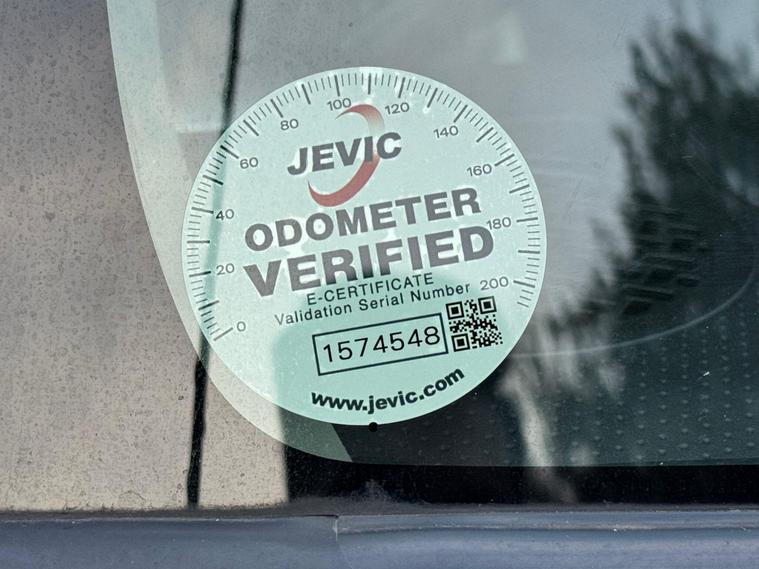 0 20 40 60 80 100 120 140 160 180 200
JEVIC
ODOMETER
VERIFIED
E-CERTIFICATE
Validation Serial Number
1574548
www.jevic.com